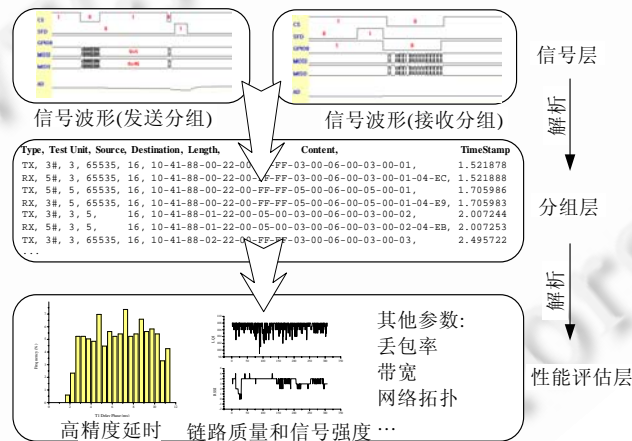 CS
SFD
GPIO0
MOSI
MISO
AD
CS
SFD
GPIO0
MOSI
MISO
AD
信号层
信号波形(发送分组)
信号波形(接收分组)
解析
Type, Test Unit, Source, Destination, Length, Content, TimeStamp
TX, 3#, 3, 65535, 16, 10-41-88-00-22-00-FF-FF-03-00-06-00-03-00-01, 1.521878
RX, 5#, 3, 65535, 16, 10-41-88-00-22-00-FF-FF-03-00-06-00-03-00-01-04-EC, 1.521888
TX, 5#, 5, 65535, 16, 10-41-88-00-22-00-FF-FF-05-00-06-00-05-00-01, 1.705986
RX, 3#, 5, 65535, 16, 10-41-88-00-22-00-FF-FF-05-00-06-00-05-00-01-04-E9, 1.705983
TX, 3#, 3, 5, 16, 10-41-88-01-22-00-05-00-03-00-06-00-03-00-02, 2.007244
RX, 5#, 3, 5, 16, 10-41-88-01-22-00-05-00-03-00-06-00-03-00-02-04-EB, 2.007253
TX, 3#, 3, 65535, 16, 10-41-88-02-22-00-FF-FF-03-00-06-00-03-00-03, 2.495722
...
分组层
解析
其他参数:
丢包率
带宽
网络拓扑
…
性能评估层
高精度延时
链路质量和信号强度